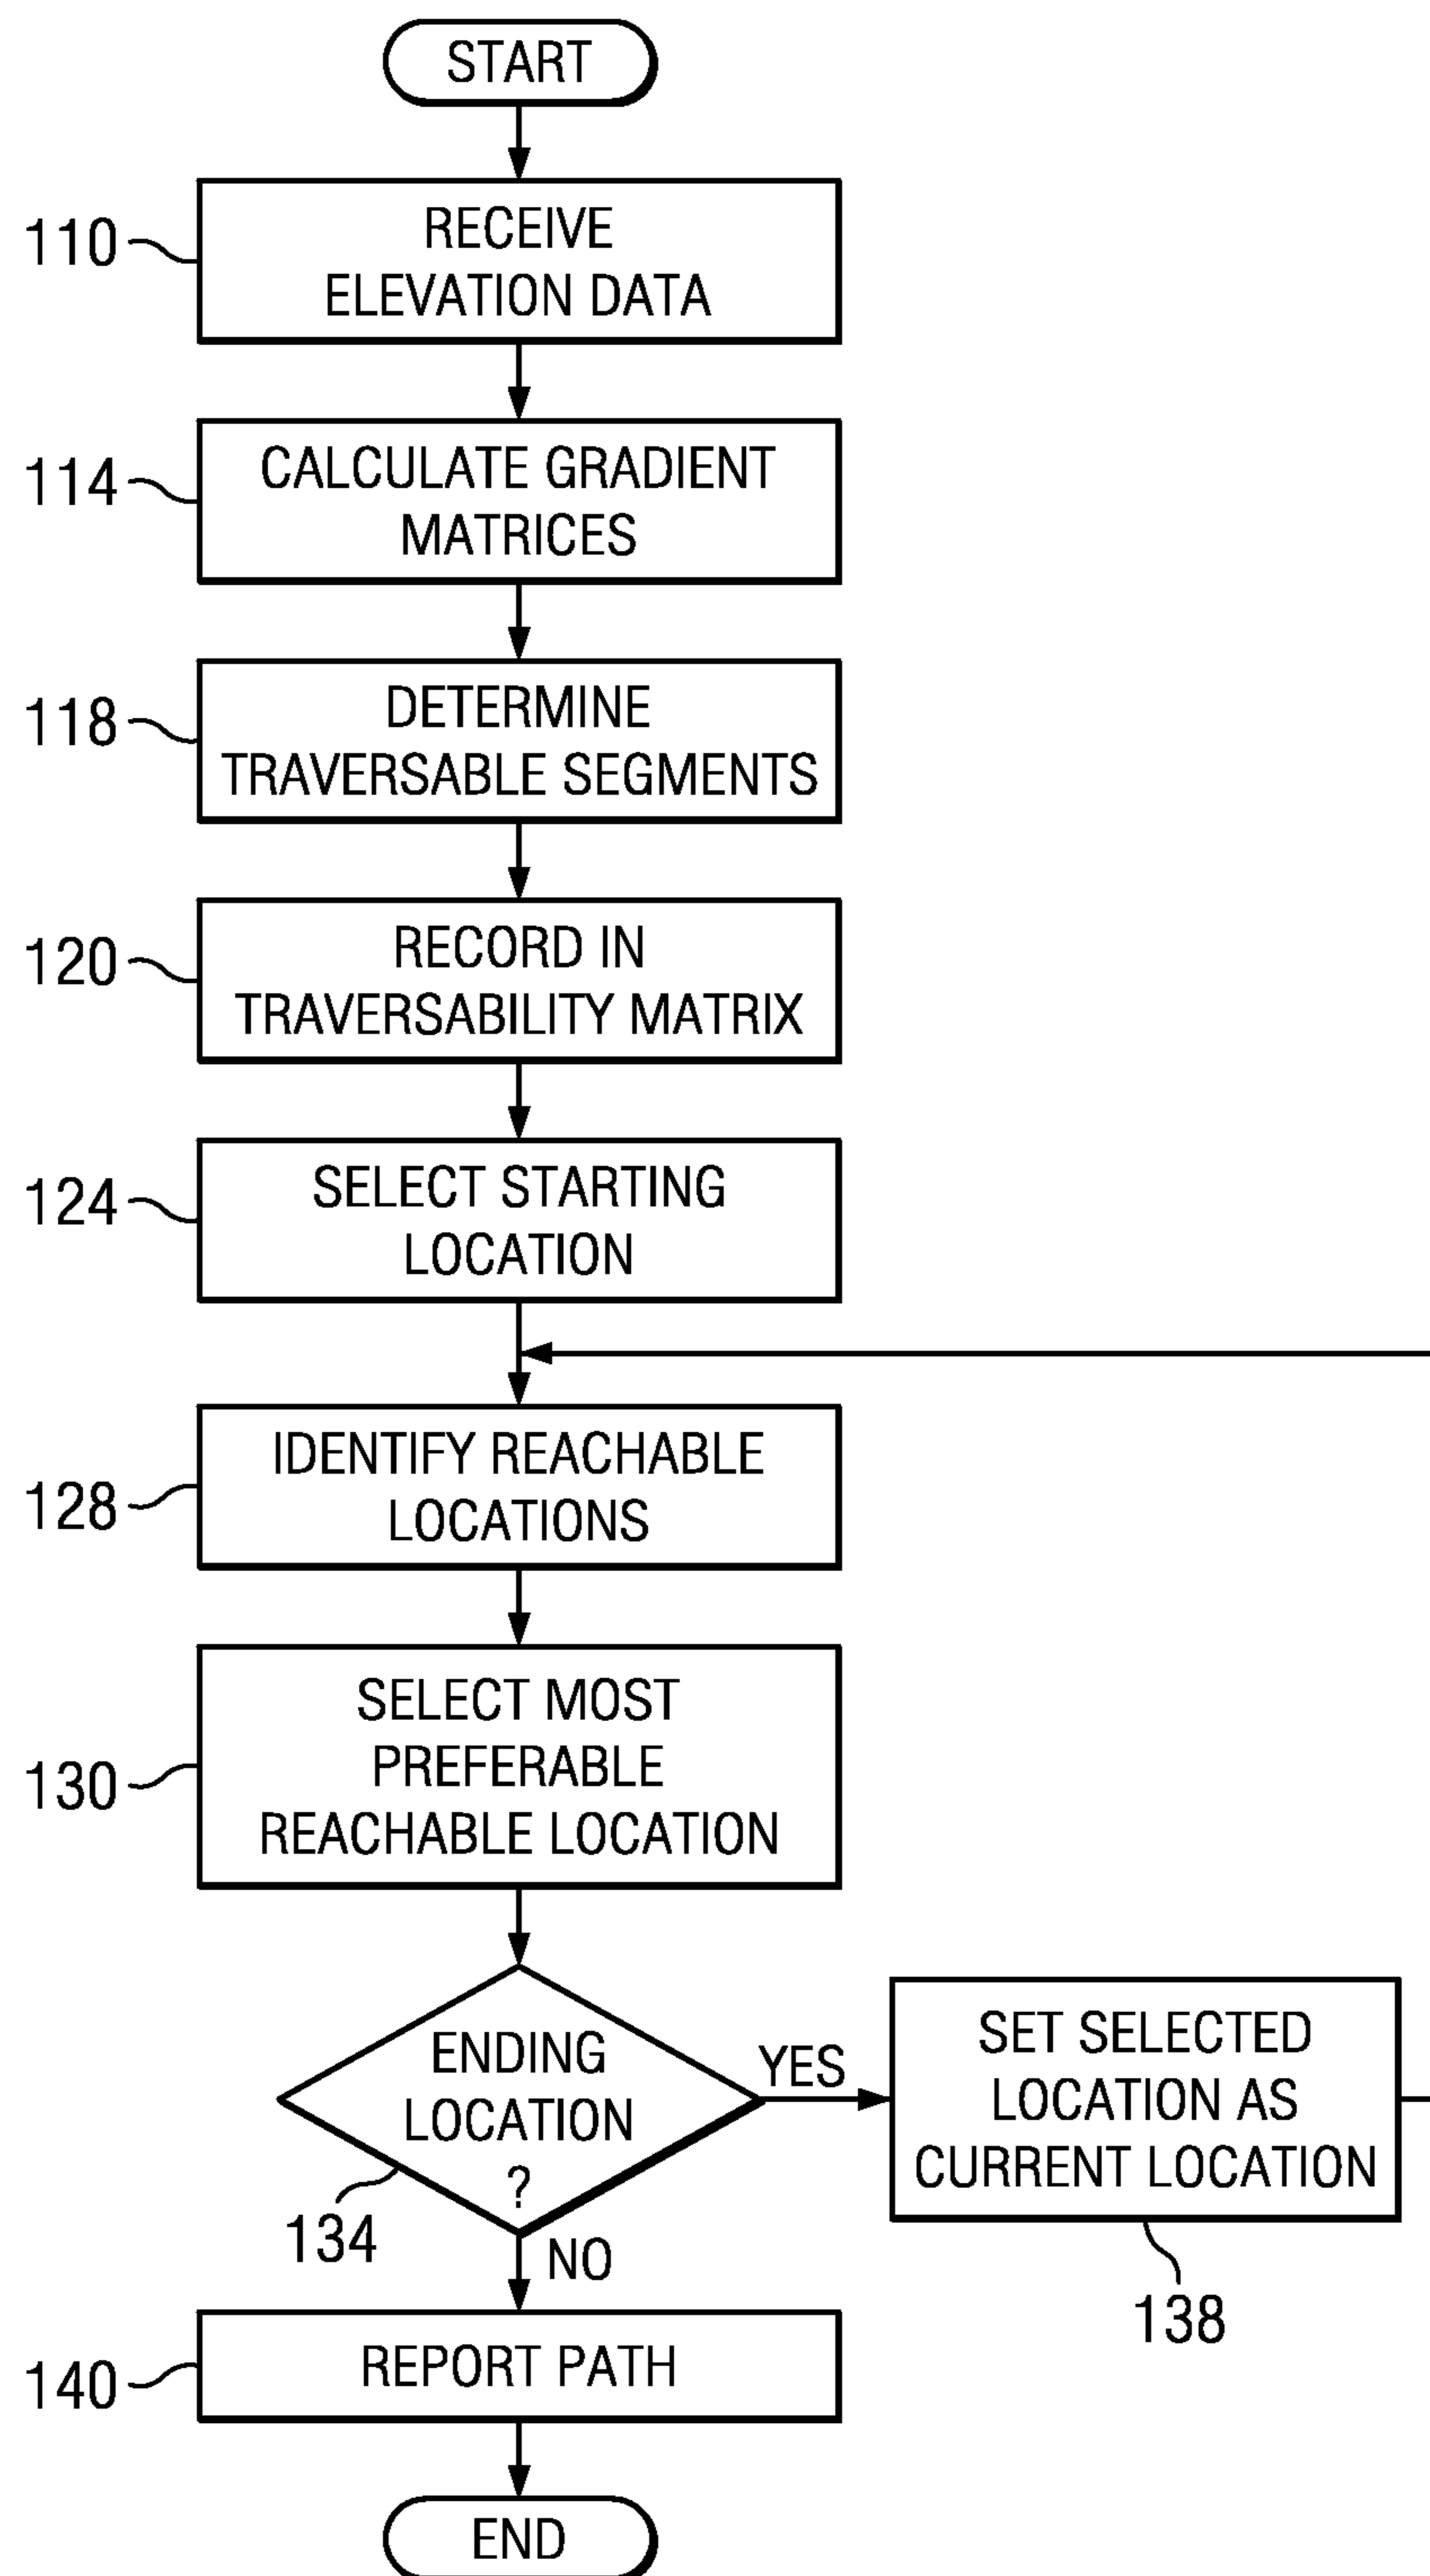 START
110
RECEIVE
ELEVATION DATA
114
CALCULATE GRADIENT
MATRICES
118
DETERMINE
TRAVERSABLE SEGMENTS
120
RECORD IN
TRAVERSABILITY MATRIX
124
SELECT STARTING
LOCATION
128
IDENTIFY REACHABLE
LOCATIONS
130
SELECT MOST
PREFERABLE
REACHABLE LOCATION
ENDING
LOCATION
?
134
YES
SET SELECTED
LOCATION AS
CURRENT LOCATION
138
NO
140
REPORT PATH
END